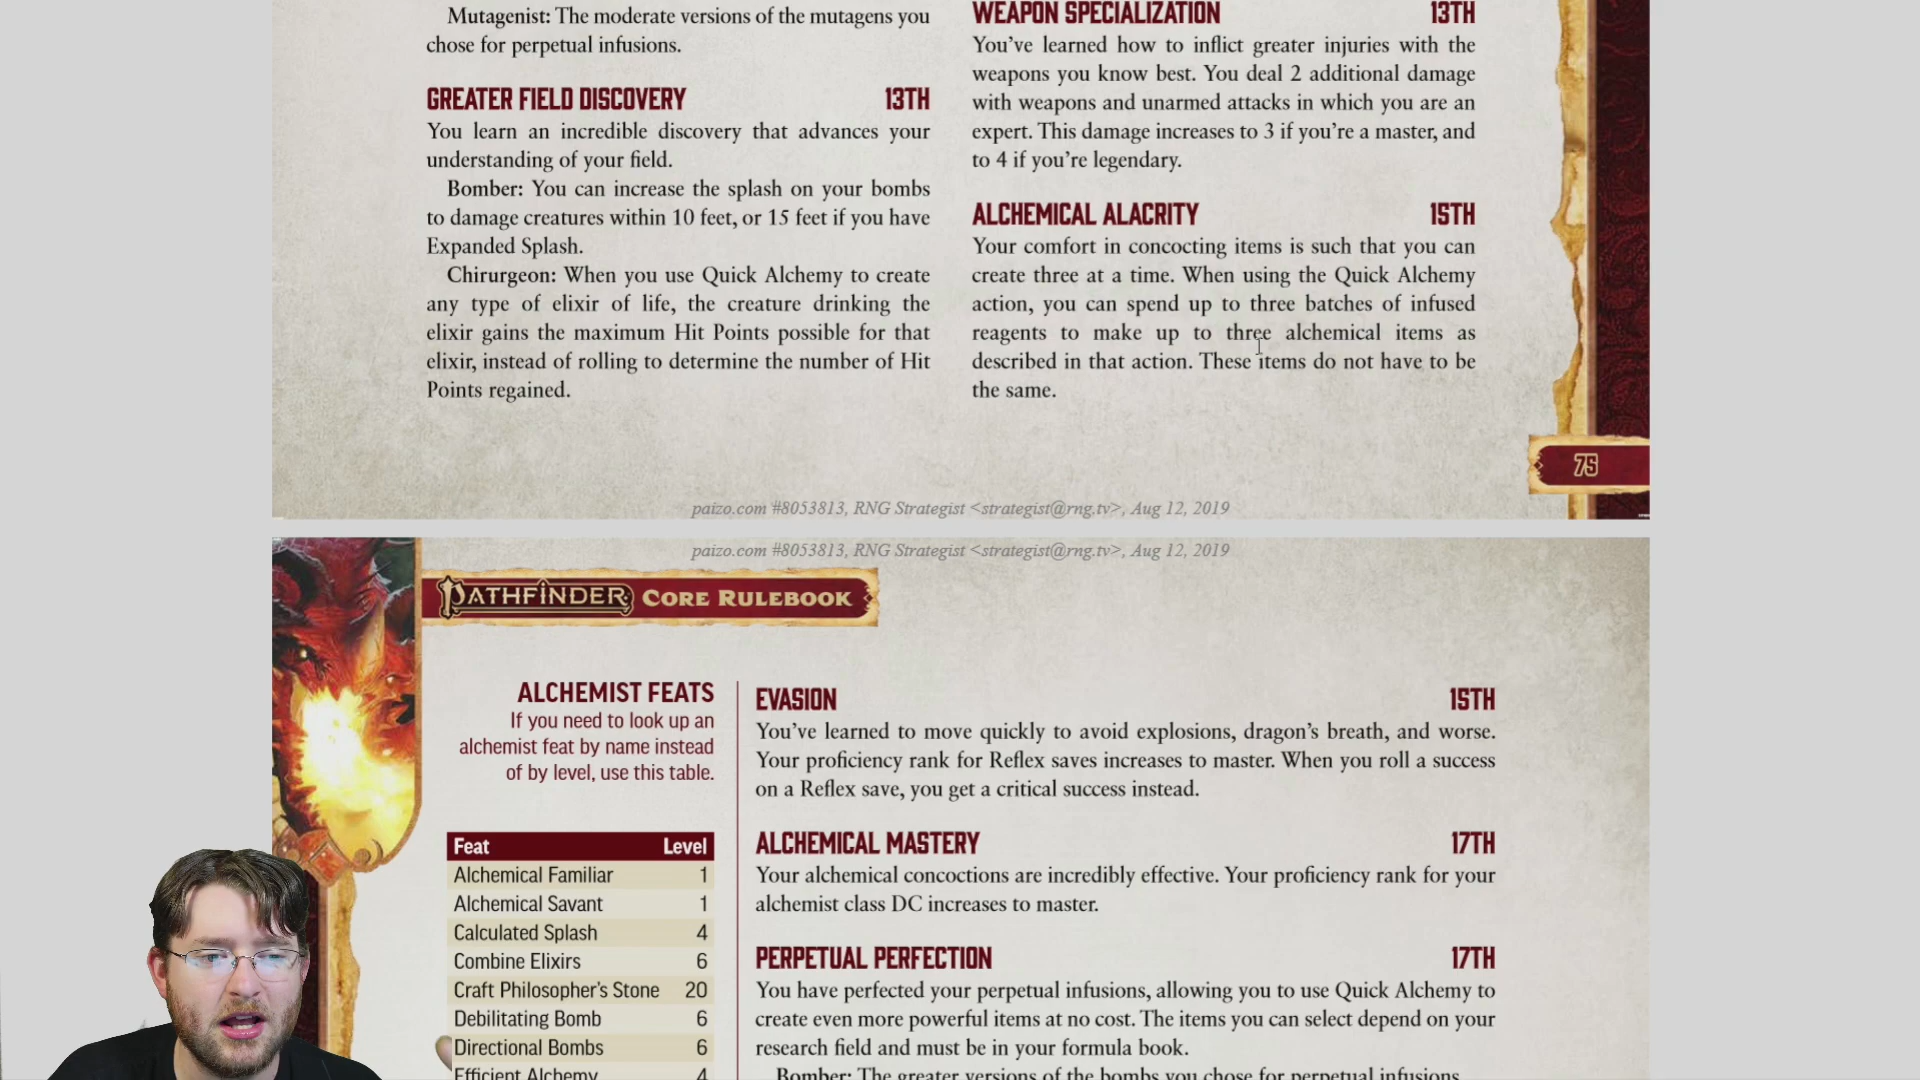 Mutagenist: The moderate versions of the mutagens you
chose for perpetual infusions.
GREATER FIELD DISCOVERY 13TH
You learn an incredible discovery that advances your
understanding of your field.
Bomber: You can increase the splash on your bombs
to damage creatures within 10 feet, or 15 feet if you have
Expanded Splash.
Chirurgeon: When you use Quick Alchemy to create
any type of elixir of life, the creature drinking the
elixir gains the maximum Hit Points possible for that
elixir, instead of rolling to determine the number of Hit
Points regained.
WEAPON SPECIALIZATION 13TH
You've learned how to inflict greater injuries with the
weapons you know best. You deal 2 additional damage
with weapons and unarmed attacks in which you are an
expert. This damage increases to 3 if you're a master, and
to 4 if you're legendary.
ALCHEMICAL ALACRITY 15TH
Your comfort in concocting items is such that you can
create three at a time. When using the Quick Alchemy
action, you can spend up to three batches of infused
reagents to make up to three alchemical items as
described in that action. These items do not have to be
the same.
75
paizo.com #8053813, RNG Strategist <strategist@rng.tv>, Aug 12, 2019
paizo.com #8053813, RNG Strategist <strategist@rng.tv>, Aug 12, 2019
PATHFINDER CORE RULEBOOK
ALCHEMIST FEATS
If you need to look up an
alchemist feat by name instead
of by level, use this table.
Feat Level
Alchemical Familiar 1
Alchemical Savant 1
Calculated Splash 4
Combine Elixirs 6
Craft Philosopher's Stone 20
Debilitating Bomb 6
Directional Bombs 6
Efficient Alchemy 4
EVASION 15TH
You've learned to move quickly to avoid explosions, dragon's breath, and worse.
Your proficiency rank for Reflex saves increases to master. When you roll a success
on a Reflex save, you get a critical success instead.
ALCHEMICAL MASTERY 17TH
Your alchemical concoctions are incredibly effective. Your proficiency rank for your
alchemist class DC increases to master.
PERPETUAL PERFECTION 17TH
You have perfected your perpetual infusions, allowing you to use Quick Alchemy to
create even more powerful items at no cost. The items you can select depend on your
research field and must be in your formula book.
Bomber: The greater versions of the bombs you chose for perpetual infusions.